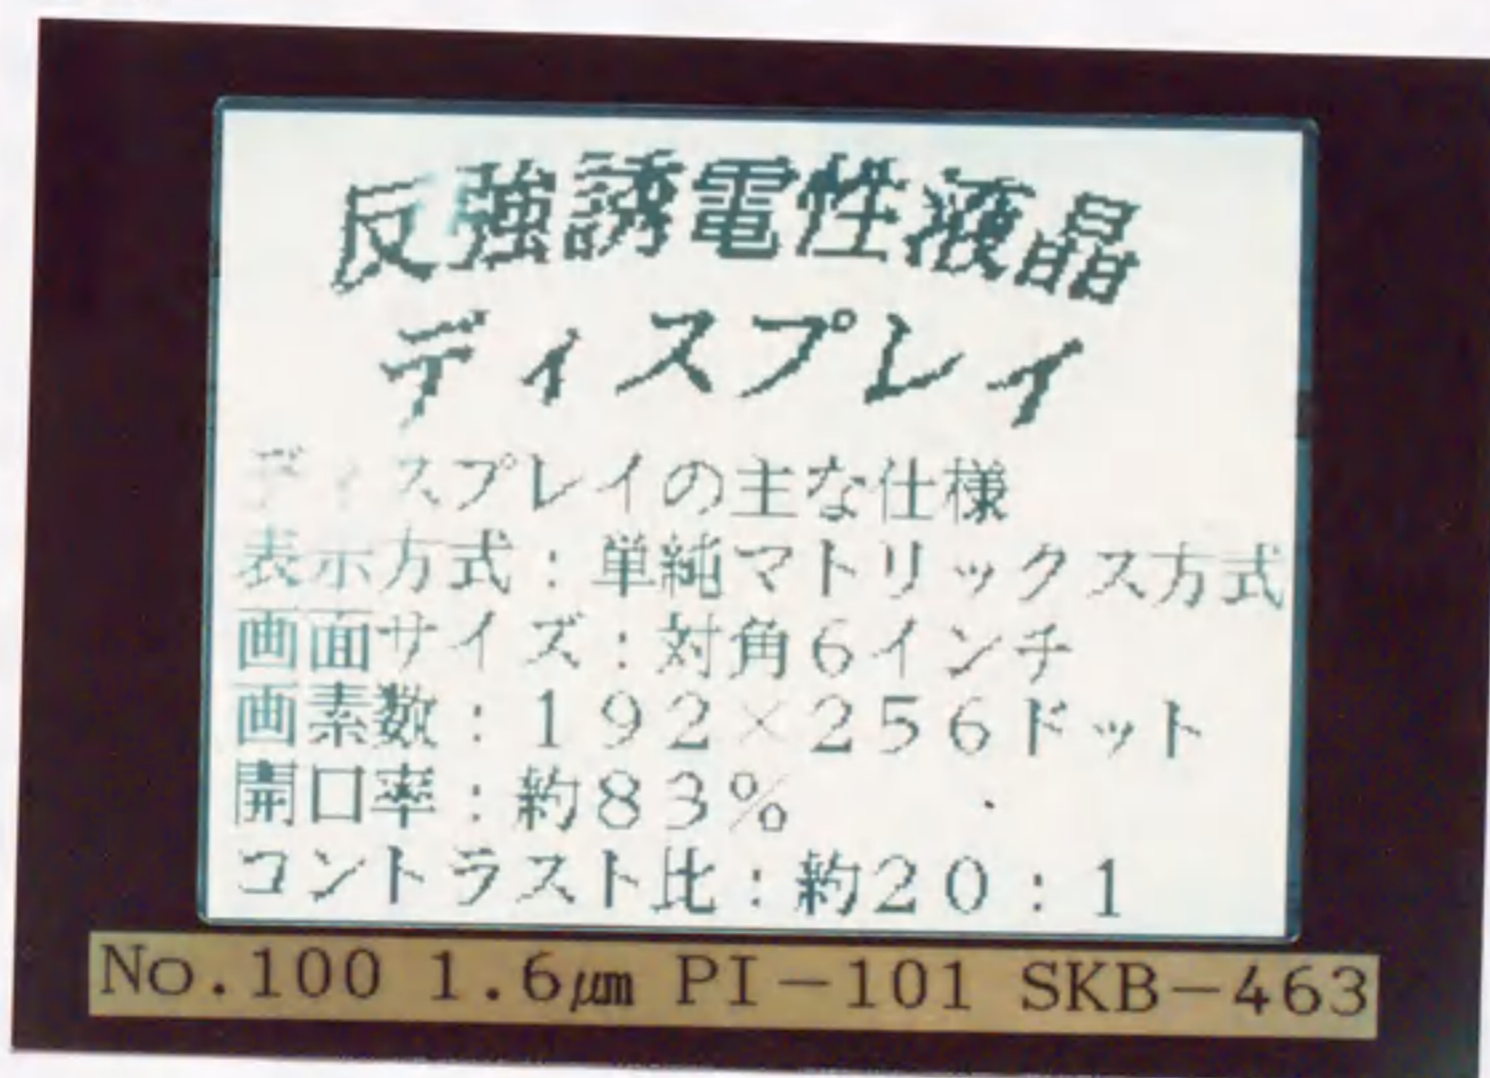 反強誘電性液晶
ディスプレイ
ディスプレイの主な仕様
表示方式：単純マトリックス方式
画面サイズ：対角6インチ
画素数：192×256ドット
開口率：約83%
コントラスト比：約20：1
No.100 1.6μm PI-101 SKB-463